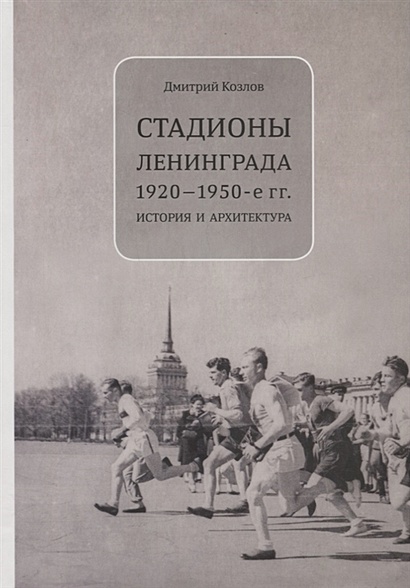 Дмитрий Козлов
СТАДИОНЫ
ЛЕНИНГРАДА
1920–1950-е гг.
ИСТОРИЯ И АРХИТЕКТУРА